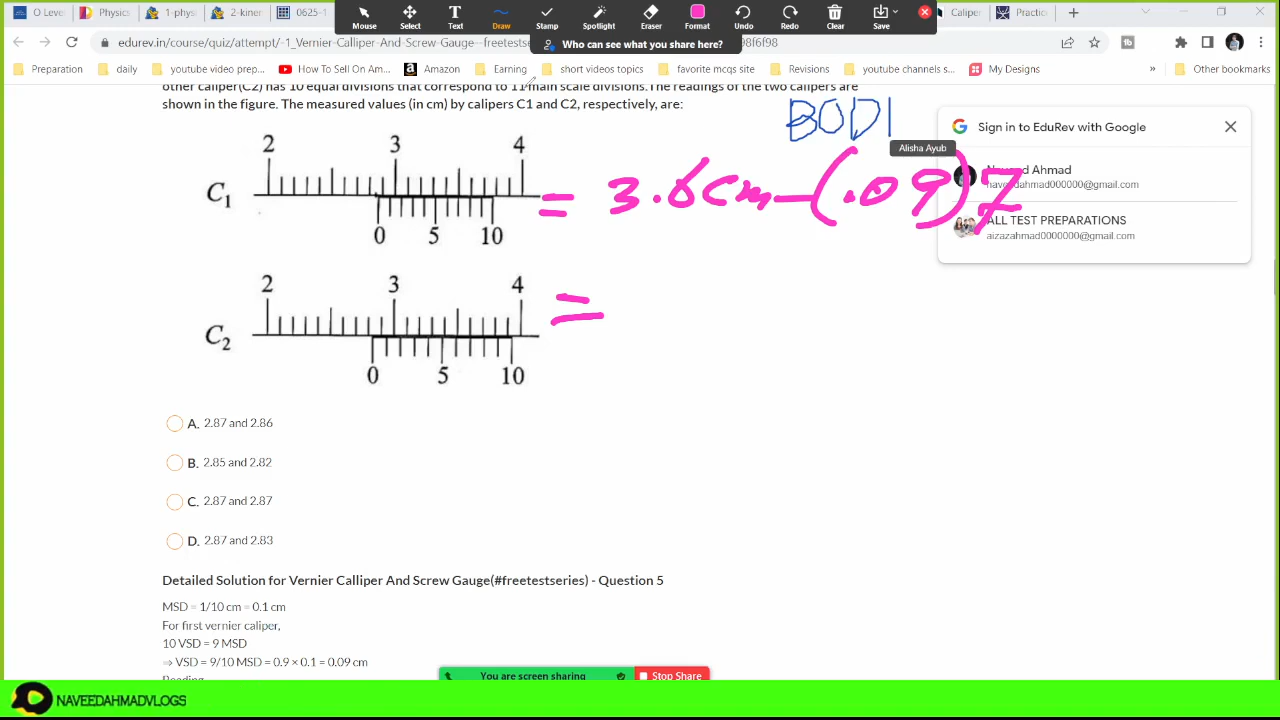 O Leve
Physics
1-phys
2-kiner
0625-1
Mouse
Select
Text
Draw
Stamp
Spotlight
Eraser
Format
Undo
Redo
Clear
Save
Caliper
Practic
edurev.in/course/quiz/attempt/-1_Vernier-Calliper-And-Screw-Gauge--freetestse
98f6f98
Who can see what you share here?
Preparation
daily
youtube video prep...
How To Sell On Am...
Amazon
Earning
short videos topics
favorite mcqs site
Revisions
youtube channels s...
My Designs
»
Other bookmarks
other caliper(C2) has 10 equal divisions that correspond to 11 main scale divisions.The readings of the two calipers are
shown in the figure. The measured values (in cm) by calipers C1 and C2, respectively, are:
BODI
Sign in to EduRev with Google
Alisha Ayub
Naveed Ahmad
naveedahmad000000@gmail.com
ALL TEST PREPARATIONS
aizazahmad0000000@gmail.com
2 3 4
C1
0 5 10
= 3.6cm-(.09)7
2 3 4
C2
0 5 10
=
A. 2.87 and 2.86
B. 2.85 and 2.82
C. 2.87 and 2.87
D. 2.87 and 2.83
Detailed Solution for Vernier Calliper And Screw Gauge(#freetestseries) - Question 5
MSD = 1/10 cm = 0.1 cm
For first vernier caliper,
10 VSD = 9 MSD
⇒ VSD = 9/10 MSD = 0.9 × 0.1 = 0.09 cm
Reading
You are screen sharing
Stop Share
NAVEEDAHMADVLOGS